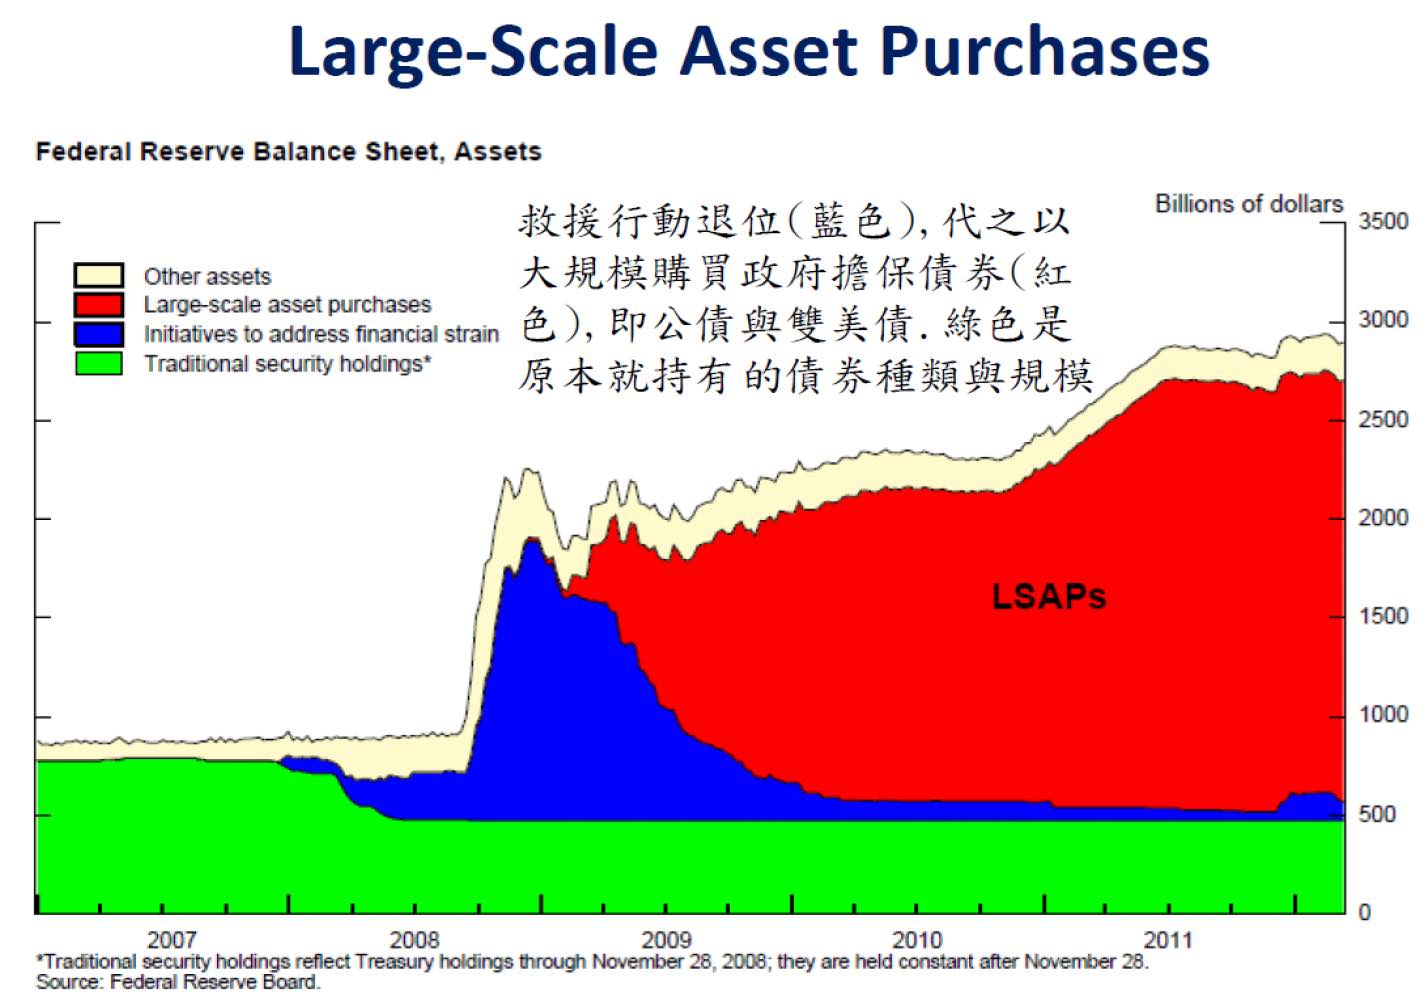 Large-Scale Asset Purchases
Federal Reserve Balance Sheet, Assets
Billions of dollars
救援行動退位(藍色), 代之以
大規模購買政府擔保債券(紅
色), 即公債與雙美債. 綠色是
原本就持有的債券種類與規模
Other assets
Large-scale asset purchases
Initiatives to address financial strain
Traditional security holdings*
3500
3000
2500
2000
1500
1000
500
0
LSAPs
2007 2008 2009 2010 2011
*Traditional security holdings reflect Treasury holdings through November 28, 2008; they are held constant after November 28.
Source: Federal Reserve Board.